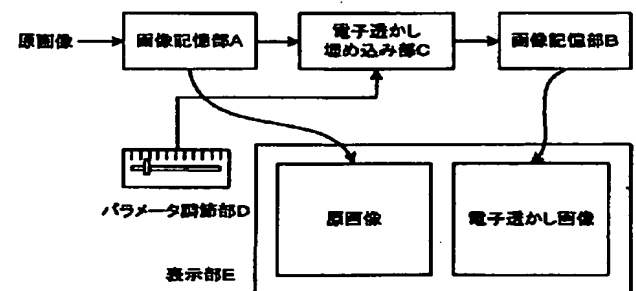 原画像
画像記憶部A
電子透かし
埋め込み部C
画像記憶部B
パラメータ調節部D
原画像
電子透かし画像
表示部E